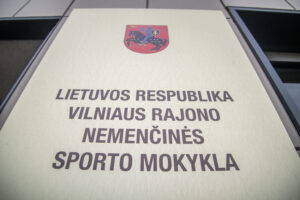 LIETUVOS RESPUBLIKA
VILNIAUS RAJONO
NEMENČINĖS
SPORTO MOKYKLA